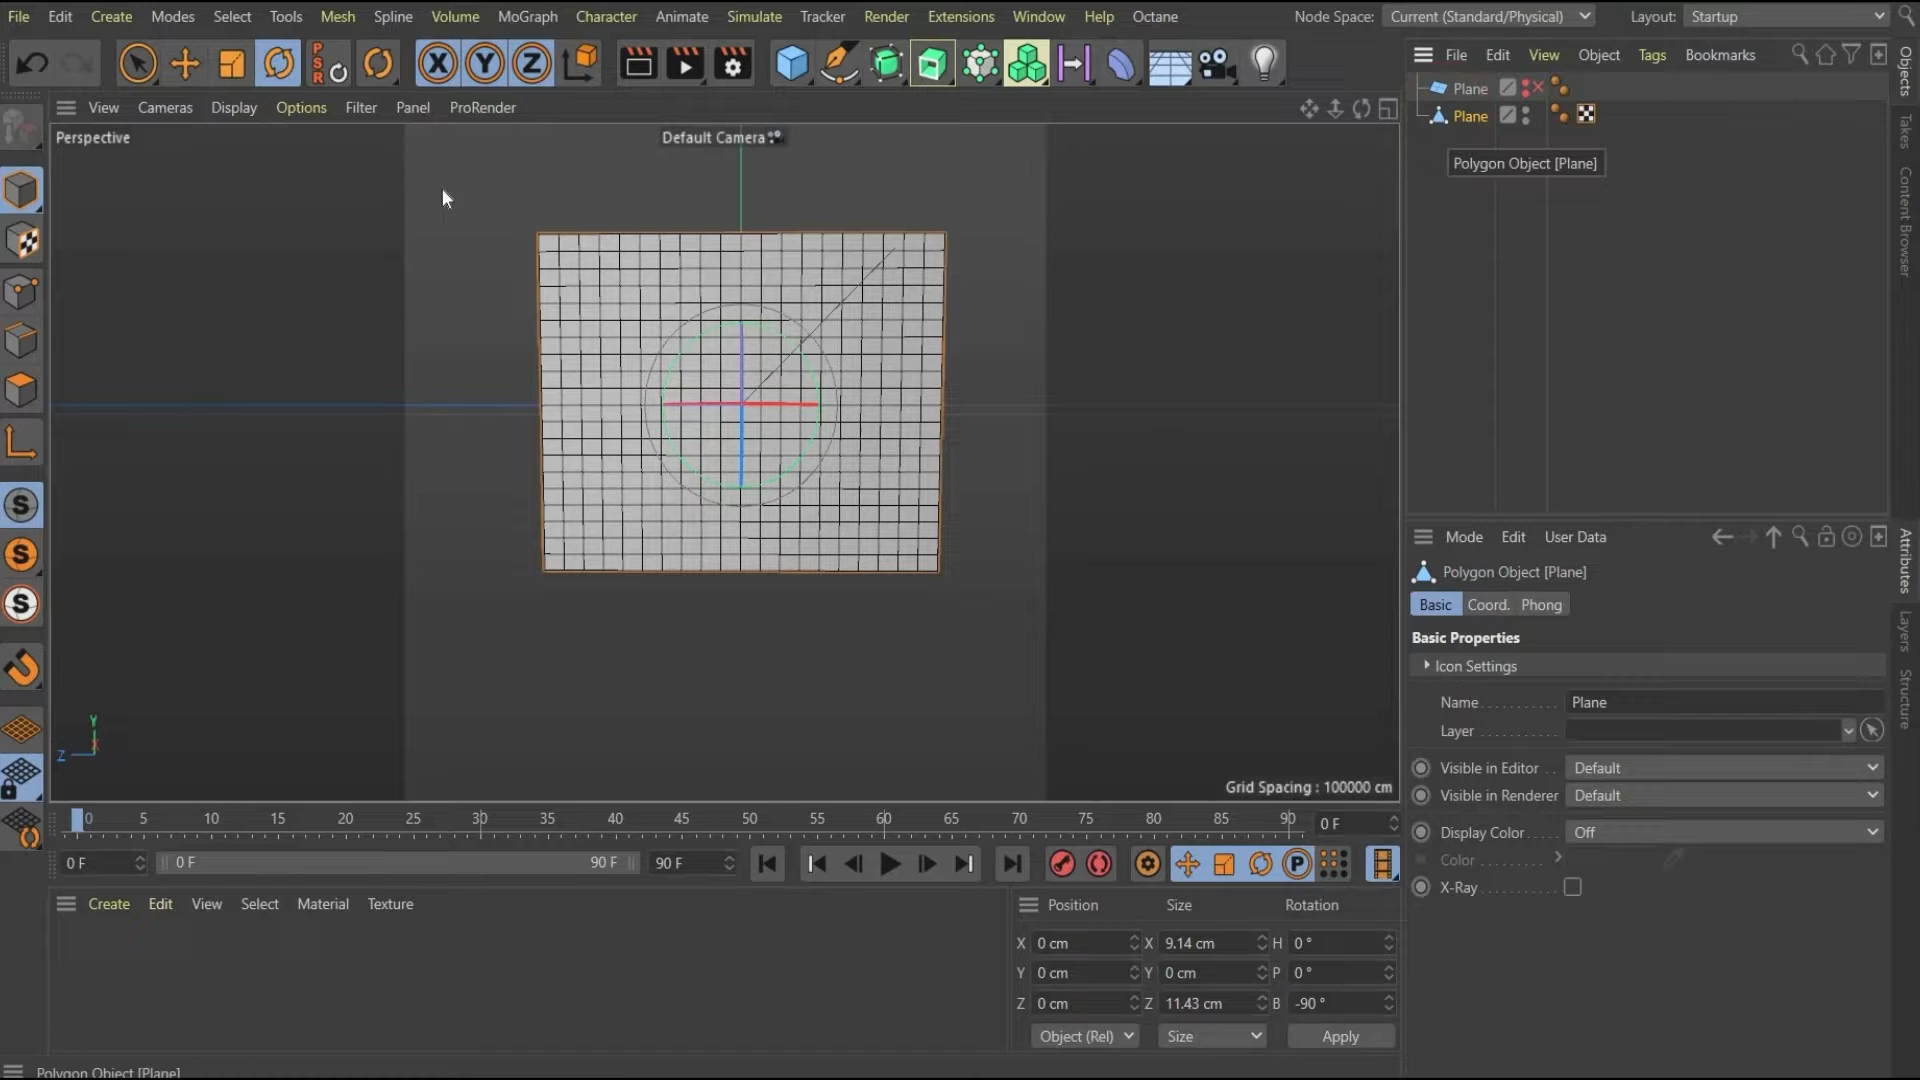 File Edit Create Modes Select Tools Mesh Spline Volume MoGraph Character Animate Simulate Tracker Render Extensions Window Help Octane Node Space: Current (Standard/Physical) Layout: Startup
PSR X Y Z
File Edit View Object Tags Bookmarks
View Cameras Display Options Filter Panel ProRender
Perspective
Default Camera
Plane
Plane
Polygon Object [Plane]
Objects
Takes
Content Browser
S
S
S
Y
X
Z
Grid Spacing : 100000 cm
Mode Edit User Data
Polygon Object [Plane]
Basic Coord. Phong
Basic Properties
Icon Settings
Name Plane
Layer
Visible in Editor Default
Visible in Renderer Default
Display Color Off
Color
X-Ray
Attributes
Layers
Structure
0 5 10 15 20 25 30 35 40 45 50 55 60 65 70 75 80 85 90 0 F
0 F 0 F 90 F 90 F P
Create Edit View Select Material Texture
Position Size Rotation
X 0 cm X 9.14 cm H 0 °
Y 0 cm Y 0 cm P 0 °
Z 0 cm Z 11.43 cm B -90 °
Object (Rel) Size Apply
Polygon Object [Plane]